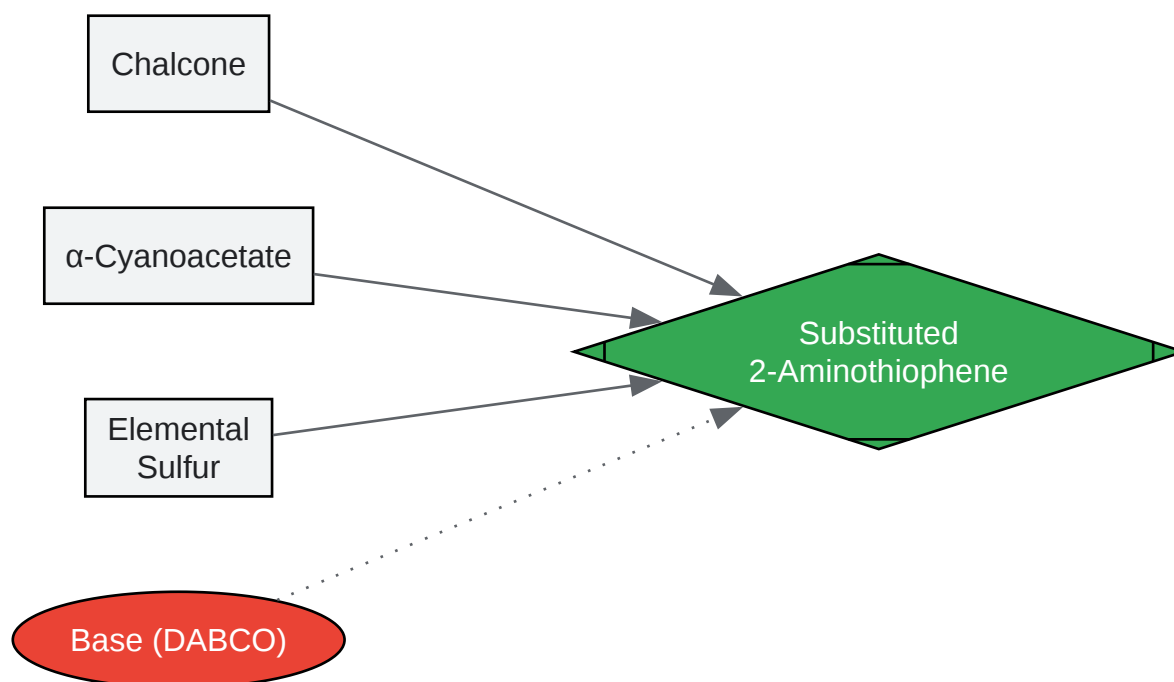 Chalcone
α-Cyanoacetate
Elemental
Sulfur
Base (DABCO)
Substituted
2-Aminothiophene